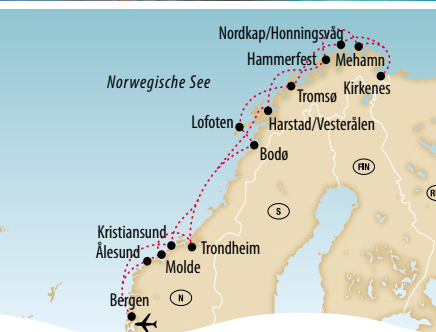 Nordkap/Honningsvåg
Hammerfest
Mehamn
Norwegische See
Kirkenes
Tromsø
Lofoten
Harstad/Vesterålen
Bodø
FIN
S
Kristiansund
Ålesund
Trondheim
Molde
Bergen
N